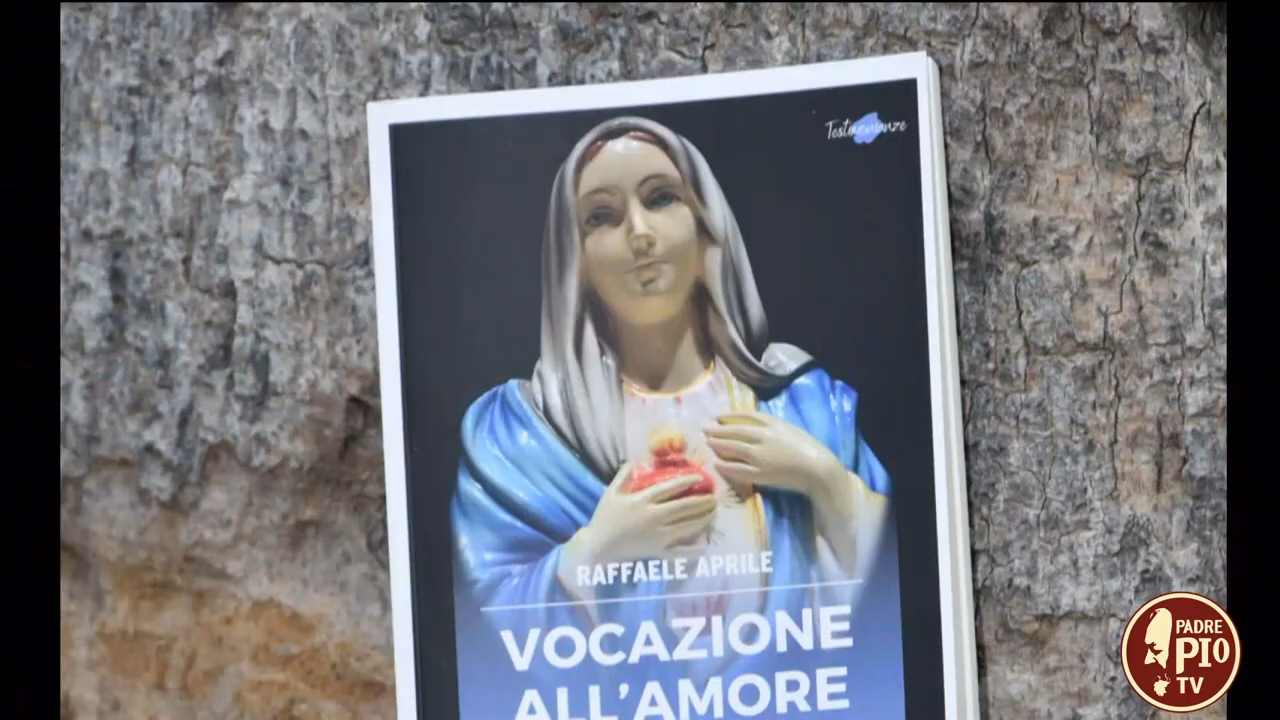 Testimonianze
RAFFAELE APRILE
VOCAZIONE
ALL'AMORE
PADRE
PIO
TV